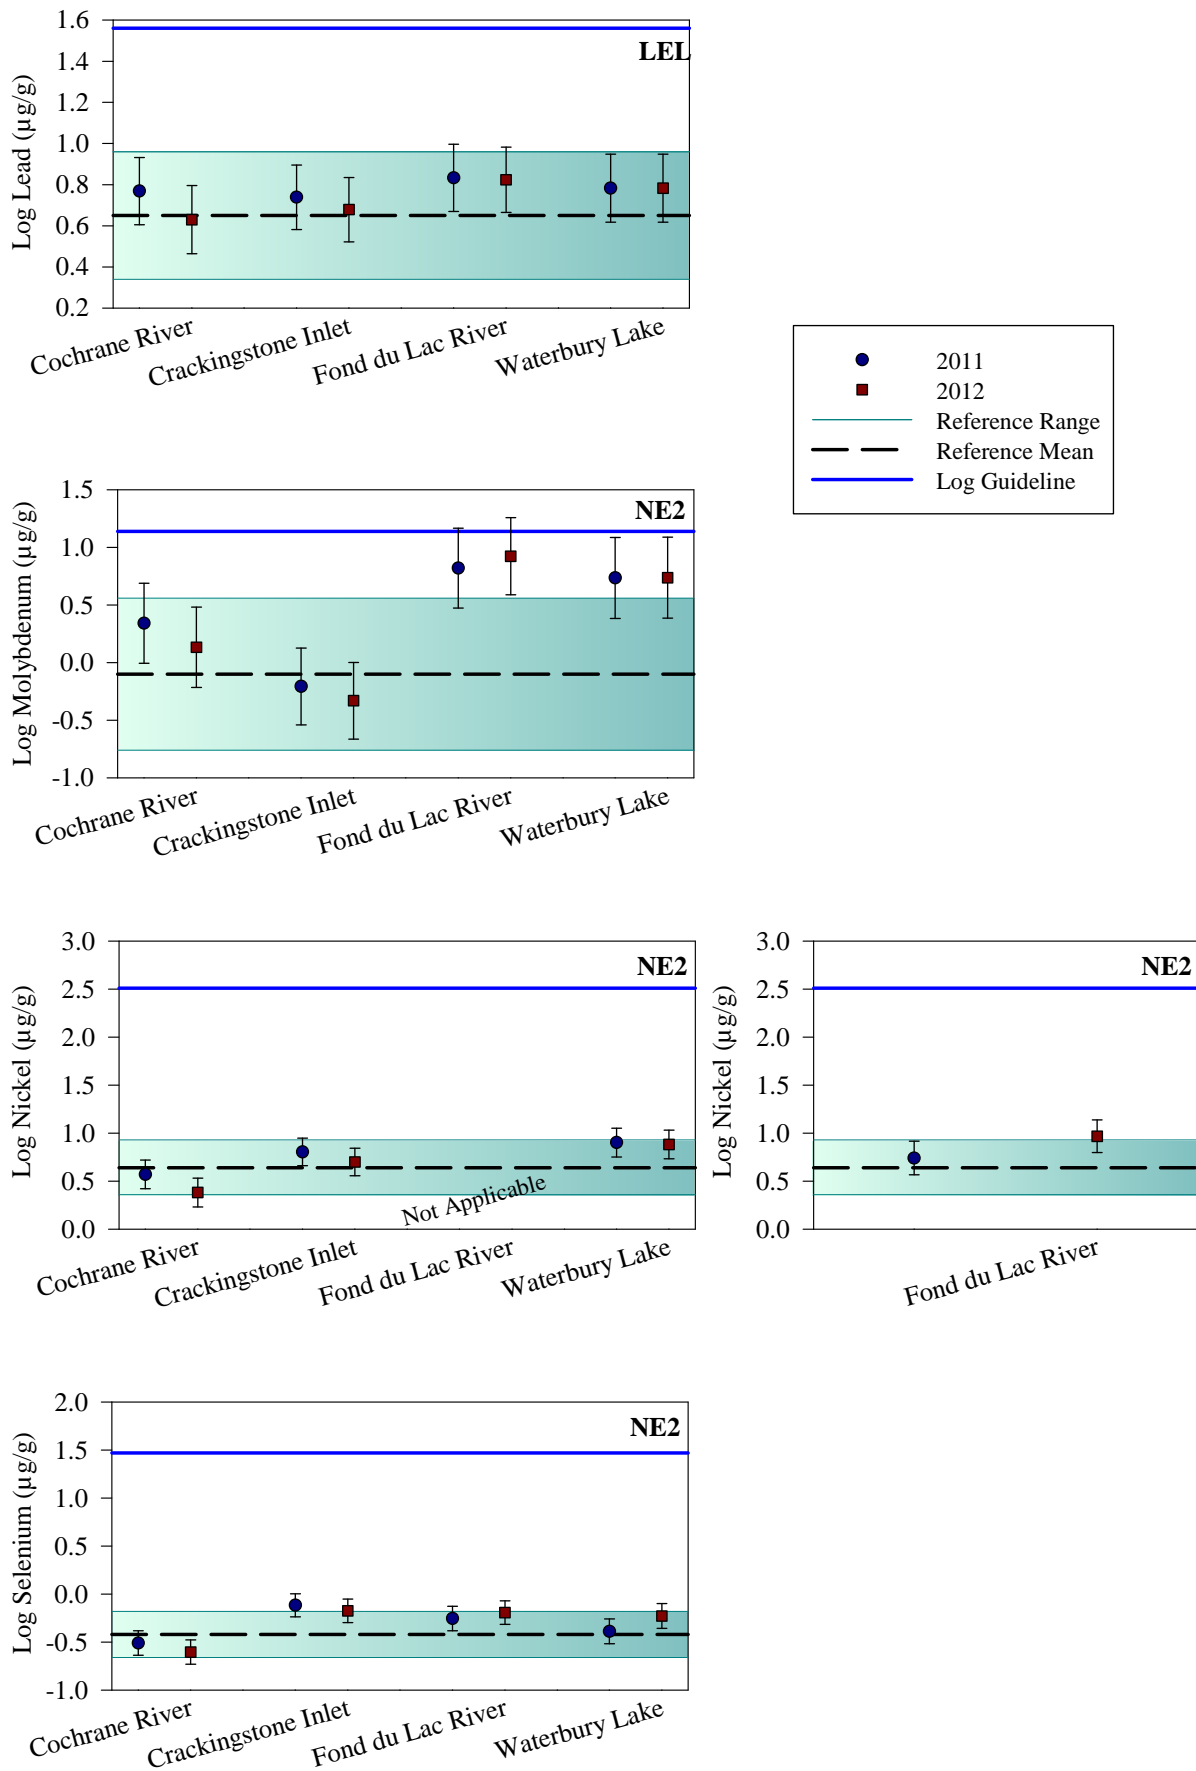 Log Lead (µg/g)
1.6
1.4
1.2
1.0
0.8
0.6
0.4
0.2
LEL
Cochrane River
Crackingstone Inlet
Fond du Lac River
Waterbury Lake
2011
2012
Reference Range
Reference Mean
Log Guideline
Log Molybdenum (µg/g)
1.5
1.0
0.5
0.0
-0.5
-1.0
NE2
Cochrane River
Crackingstone Inlet
Fond du Lac River
Waterbury Lake
Log Nickel (µg/g)
3.0
2.5
2.0
1.5
1.0
0.5
0.0
NE2
Not Applicable
Cochrane River
Crackingstone Inlet
Fond du Lac River
Waterbury Lake
Log Nickel (µg/g)
3.0
2.5
2.0
1.5
1.0
0.5
0.0
NE2
Fond du Lac River
Log Selenium (µg/g)
2.0
1.5
1.0
0.5
0.0
-0.5
-1.0
NE2
Cochrane River
Crackingstone Inlet
Fond du Lac River
Waterbury Lake